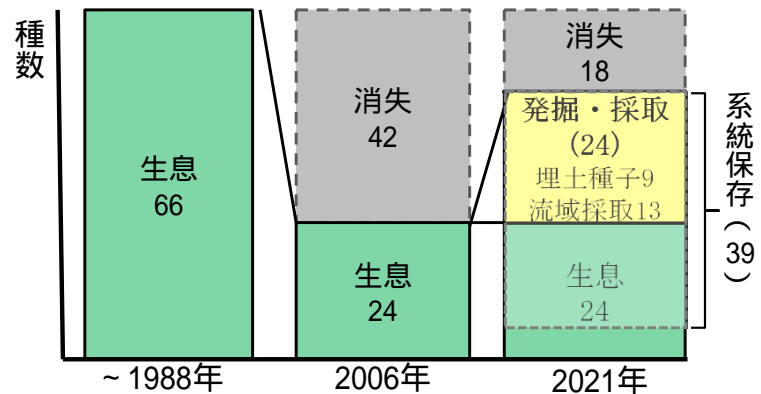 種数
生息
66
消失
42
生息
24
消失
18
発掘・採取
(24)
埋土種子9
流域採取13
生息
24
系統保存(39)
~1988年
2006年
2021年